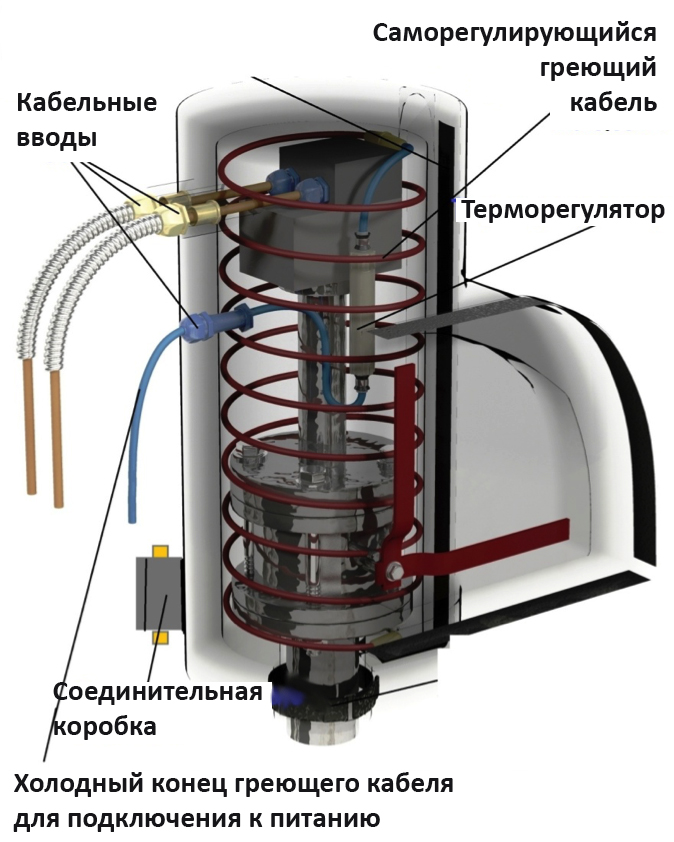 Саморегулирующийся
греющий
кабель
Кабельные
вводы
Терморегулятор
Соединительная
коробка
Холодный конец греющего кабеля
для подключения к питанию